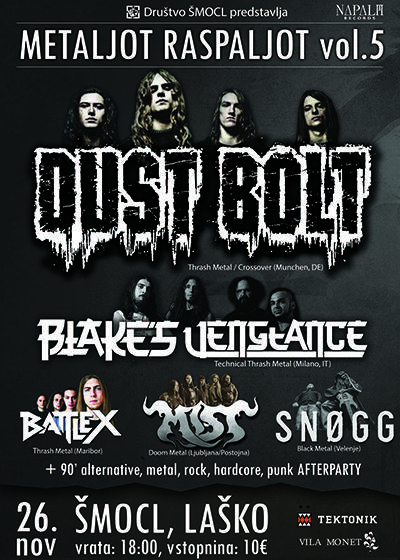 Društvo ŠMOCL predstavlja
NAPALM
RECORDS
METALJOT RASPALJOT vol.5
DUST BOLT
Thrash Metal / Crossover (Munchen, DE)
BLAKE'S VENGEANCE
Technical Thrash Metal (Milano, IT)
BATTLEX
Thrash Metal (Maribor)
MIST
Doom Metal (Ljubljana/Postojna)
SNØGG
Black Metal (Velenje)
+ 90' alternative, metal, rock, hardcore, punk AFTERPARTY
26. nov
ŠMOCL, LAŠKO
vrata: 18:00, vstopnina: 10€
TEKTONIK
VILA MONET